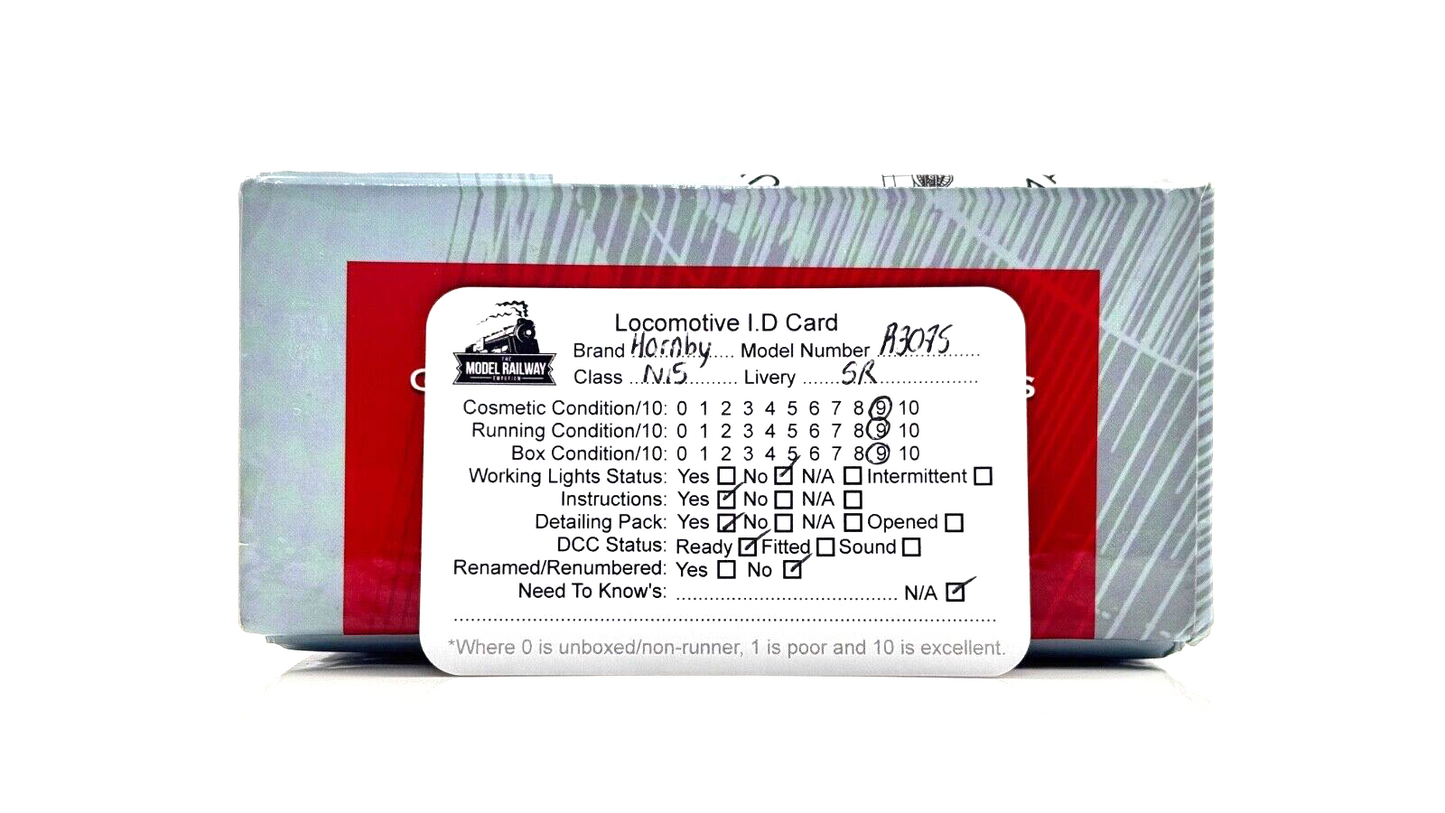 Locomotive I.D Card
THE
MODEL RAILWAY
EMPORIUM
Brand Hornby Model Number R3075
Class N15 Livery SR
Cosmetic Condition/10: 0 1 2 3 4 5 6 7 8 9 10
Running Condition/10: 0 1 2 3 4 5 6 7 8 9 10
Box Condition/10: 0 1 2 3 4 5 6 7 8 9 10
Working Lights Status: Yes No N/A Intermittent
Instructions: Yes No N/A
Detailing Pack: Yes No N/A Opened
DCC Status: Ready Fitted Sound
Renamed/Renumbered: Yes No
Need To Know's: N/A
*Where 0 is unboxed/non-runner, 1 is poor and 10 is excellent.